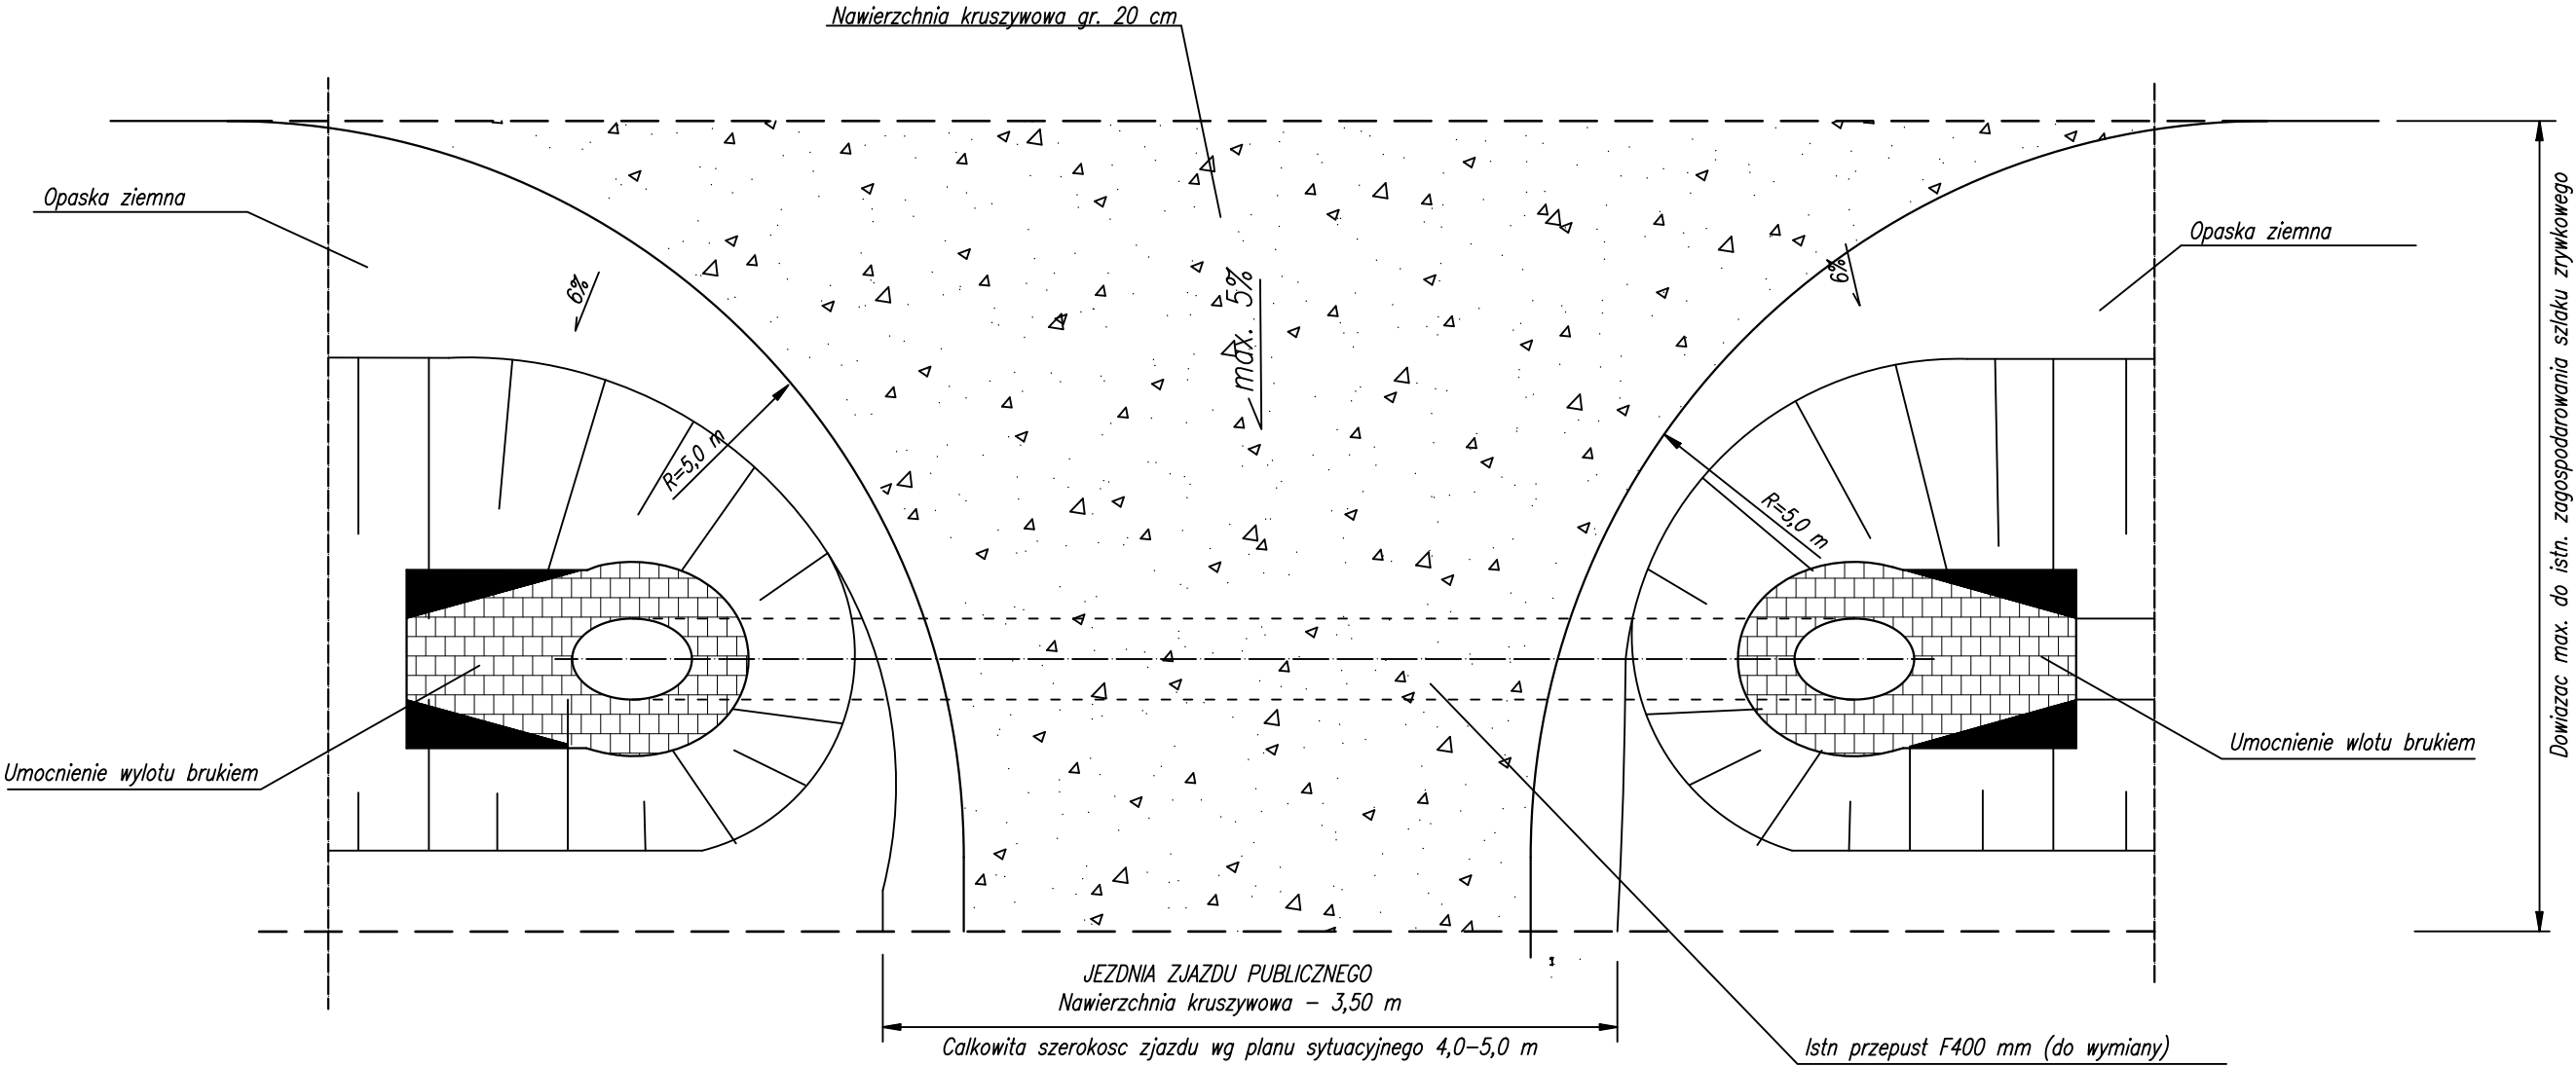 Nawierzchnia kruszywowa gr. 20 cm
Opaska ziemna
Opaska ziemna
6%
6%
max. 5%
R=5,0 m
R=5,0 m
Dowiazac max. do istn. zagospodarowania szlaku zrywkowego
Umocnienie wylotu brukiem
Umocnienie wlotu brukiem
JEZDNIA ZJAZDU PUBLICZNEGO
Nawierzchnia kruszywowa – 3,50 m
Calkowita szerokosc zjazdu wg planu sytuacyjnego 4,0–5,0 m
Istn przepust F400 mm (do wymiany)